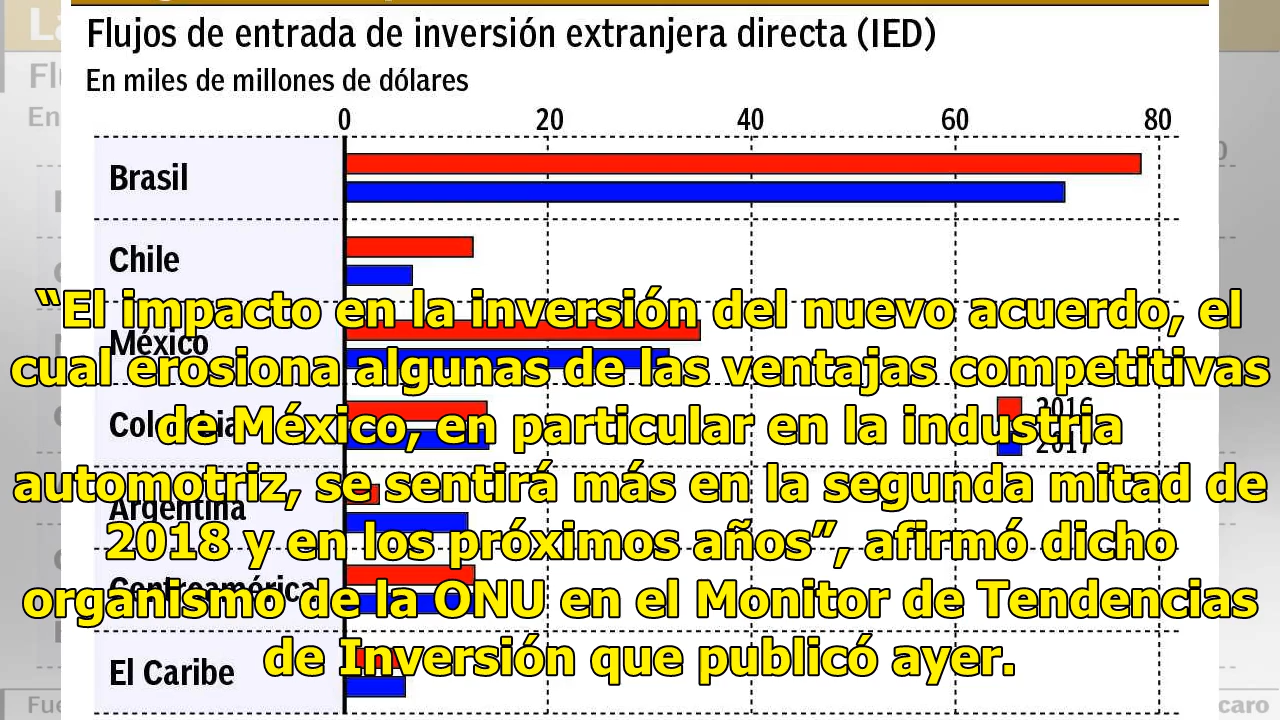 Flujos de entrada de inversión extranjera directa (IED)
En miles de millones de dólares
0 20 40 60 80
Brasil
Chile
“El impacto en la inversión del nuevo acuerdo, el
México
cual erosiona algunas de las ventajas competitivas
2016
Colombia
de México, en particular en la industria
2017
automotriz, se sentirá más en la segunda mitad de
Argentina
2018 y en los próximos años”, afirmó dicho
Centroamérica
organismo de la ONU en el Monitor de Tendencias
de Inversión que publicó ayer.
El Caribe